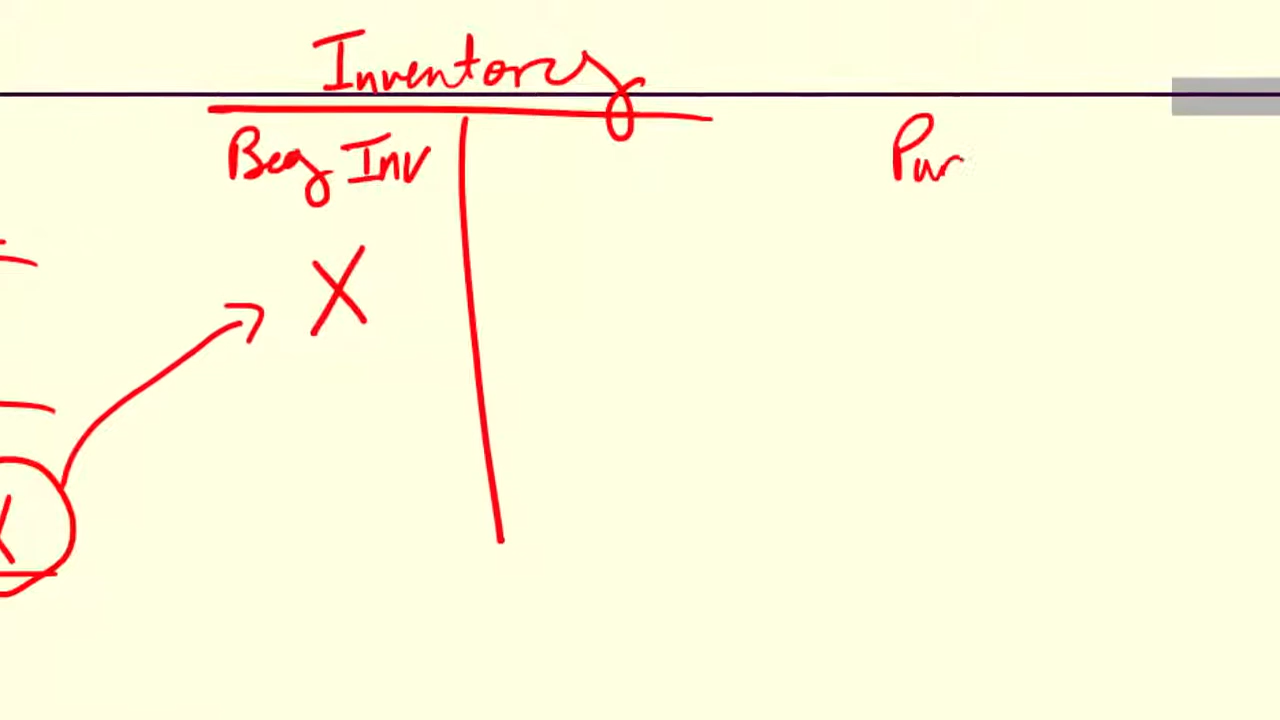 Inventory
Beg Inv
Pur
X
X